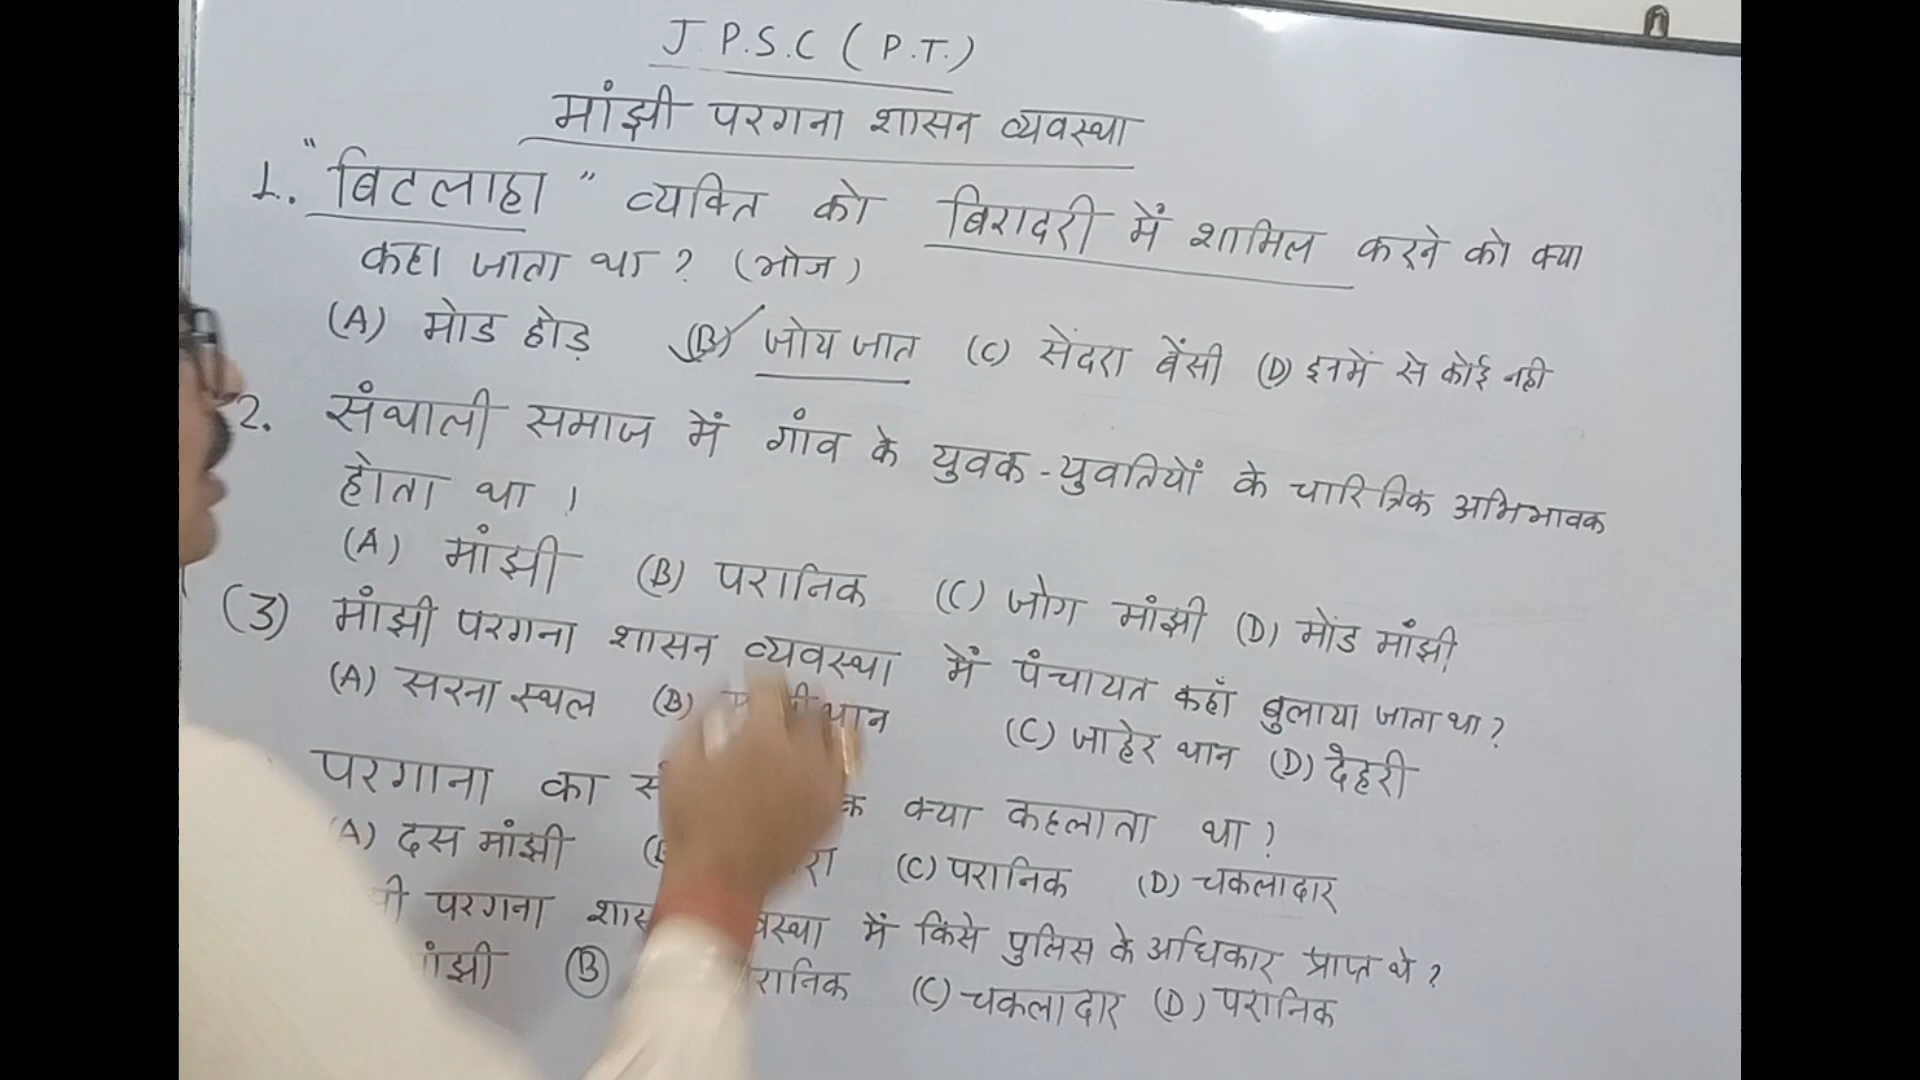 J.P.S.C (P.T.)
मांझी परगना शासन व्यवस्था
1. "बिटलाहा" व्यक्ति को बिरादरी में शामिल करने को क्या
कहा जाता था ? (भोज)
(A) मोड होड़ (B) जोय जात (C) सेंदरा बैंसी (D) इनमें से कोई नही
2. संथाली समाज में गांव के युवक-युवतियों के चारित्रिक अभिभावक
होता था ।
(A) मांझी (B) परानिक (C) जोग मांझी (D) मोड मांझी
(3) मांझी परगना शासन व्यवस्था में पंचायत कहाँ बुलाया जाता था ?
(A) सरना स्थल (B) (C) जाहेर थान (D) देहरी
परगाना का क्या कहलाता था ?
(A) दस मांझी (C) परानिक (D) चकलादार
परगना में किसे पुलिस के अधिकार प्राप्त थे ?
(B) (C) चकलादार (D) परानिक